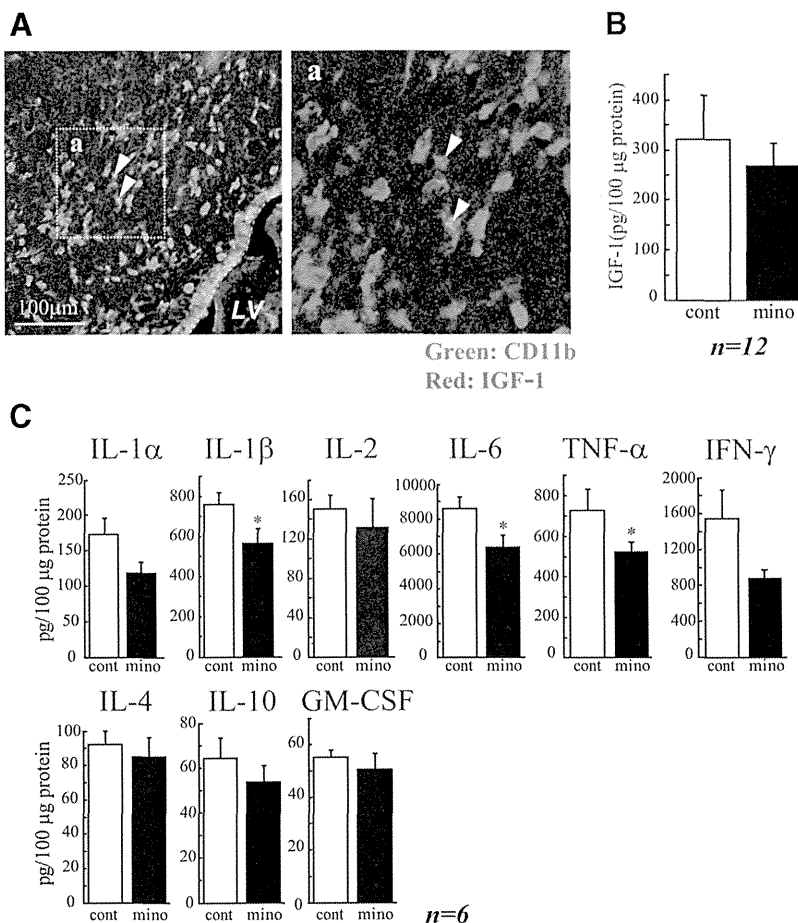 A
a
100µm
LV
a
Green: CD11b
Red: IGF-1
B
IGF-1(pg/100 µg protein)
400
300
200
100
0
cont mino
n=12
C
IL-1α
pg/100 µg protein
250
200
150
100
50
0
cont mino
IL-1β
800
600
400
200
0
*
cont mino
IL-2
160
120
80
40
0
cont mino
IL-6
10000
8000
6000
4000
2000
0
*
cont mino
TNF-α
800
600
400
200
0
*
cont mino
IFN-γ
2000
1600
1200
800
400
0
cont mino
IL-4
pg/100 µg protein
100
80
60
40
20
0
cont mino
IL-10
80
60
40
20
0
cont mino
GM-CSF
60
40
20
0
cont mino
n=6